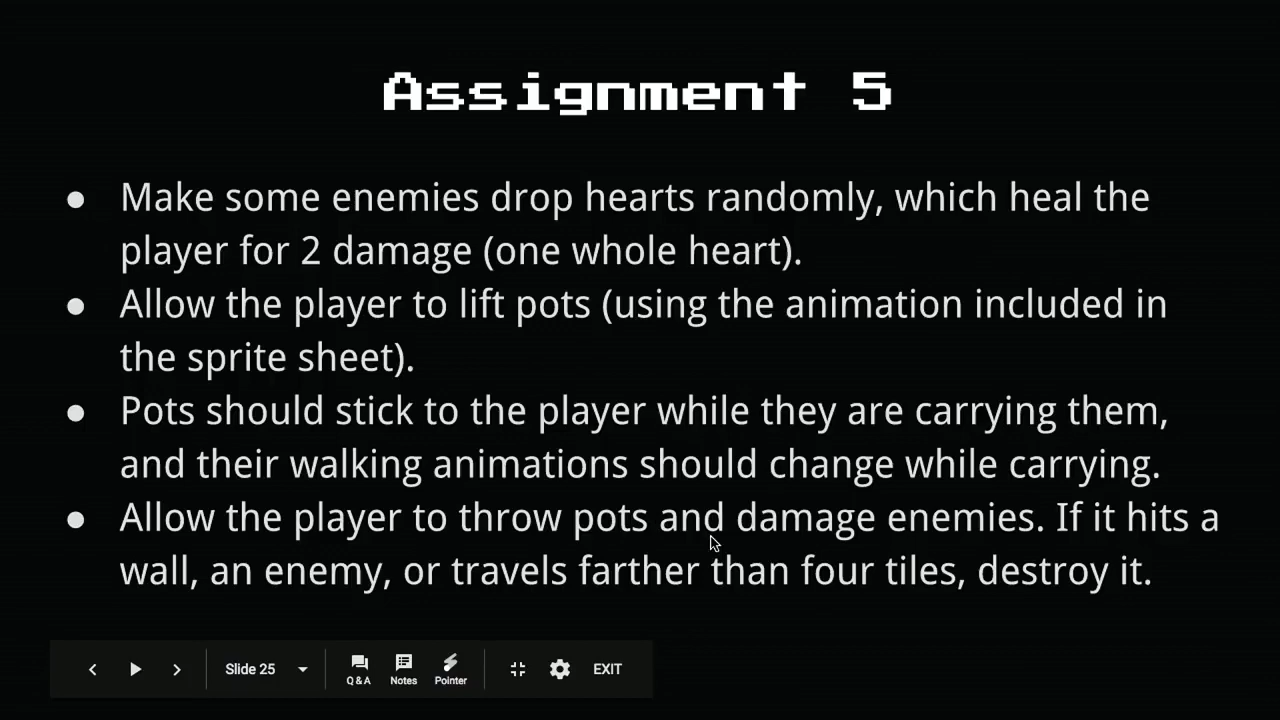 Assignment 5
● Make some enemies drop hearts randomly, which heal the
player for 2 damage (one whole heart).
● Allow the player to lift pots (using the animation included in
the sprite sheet).
● Pots should stick to the player while they are carrying them,
and their walking animations should change while carrying.
● Allow the player to throw pots and damage enemies. If it hits a
wall, an enemy, or travels farther than four tiles, destroy it.
Slide 25 Q & A Notes Pointer EXIT